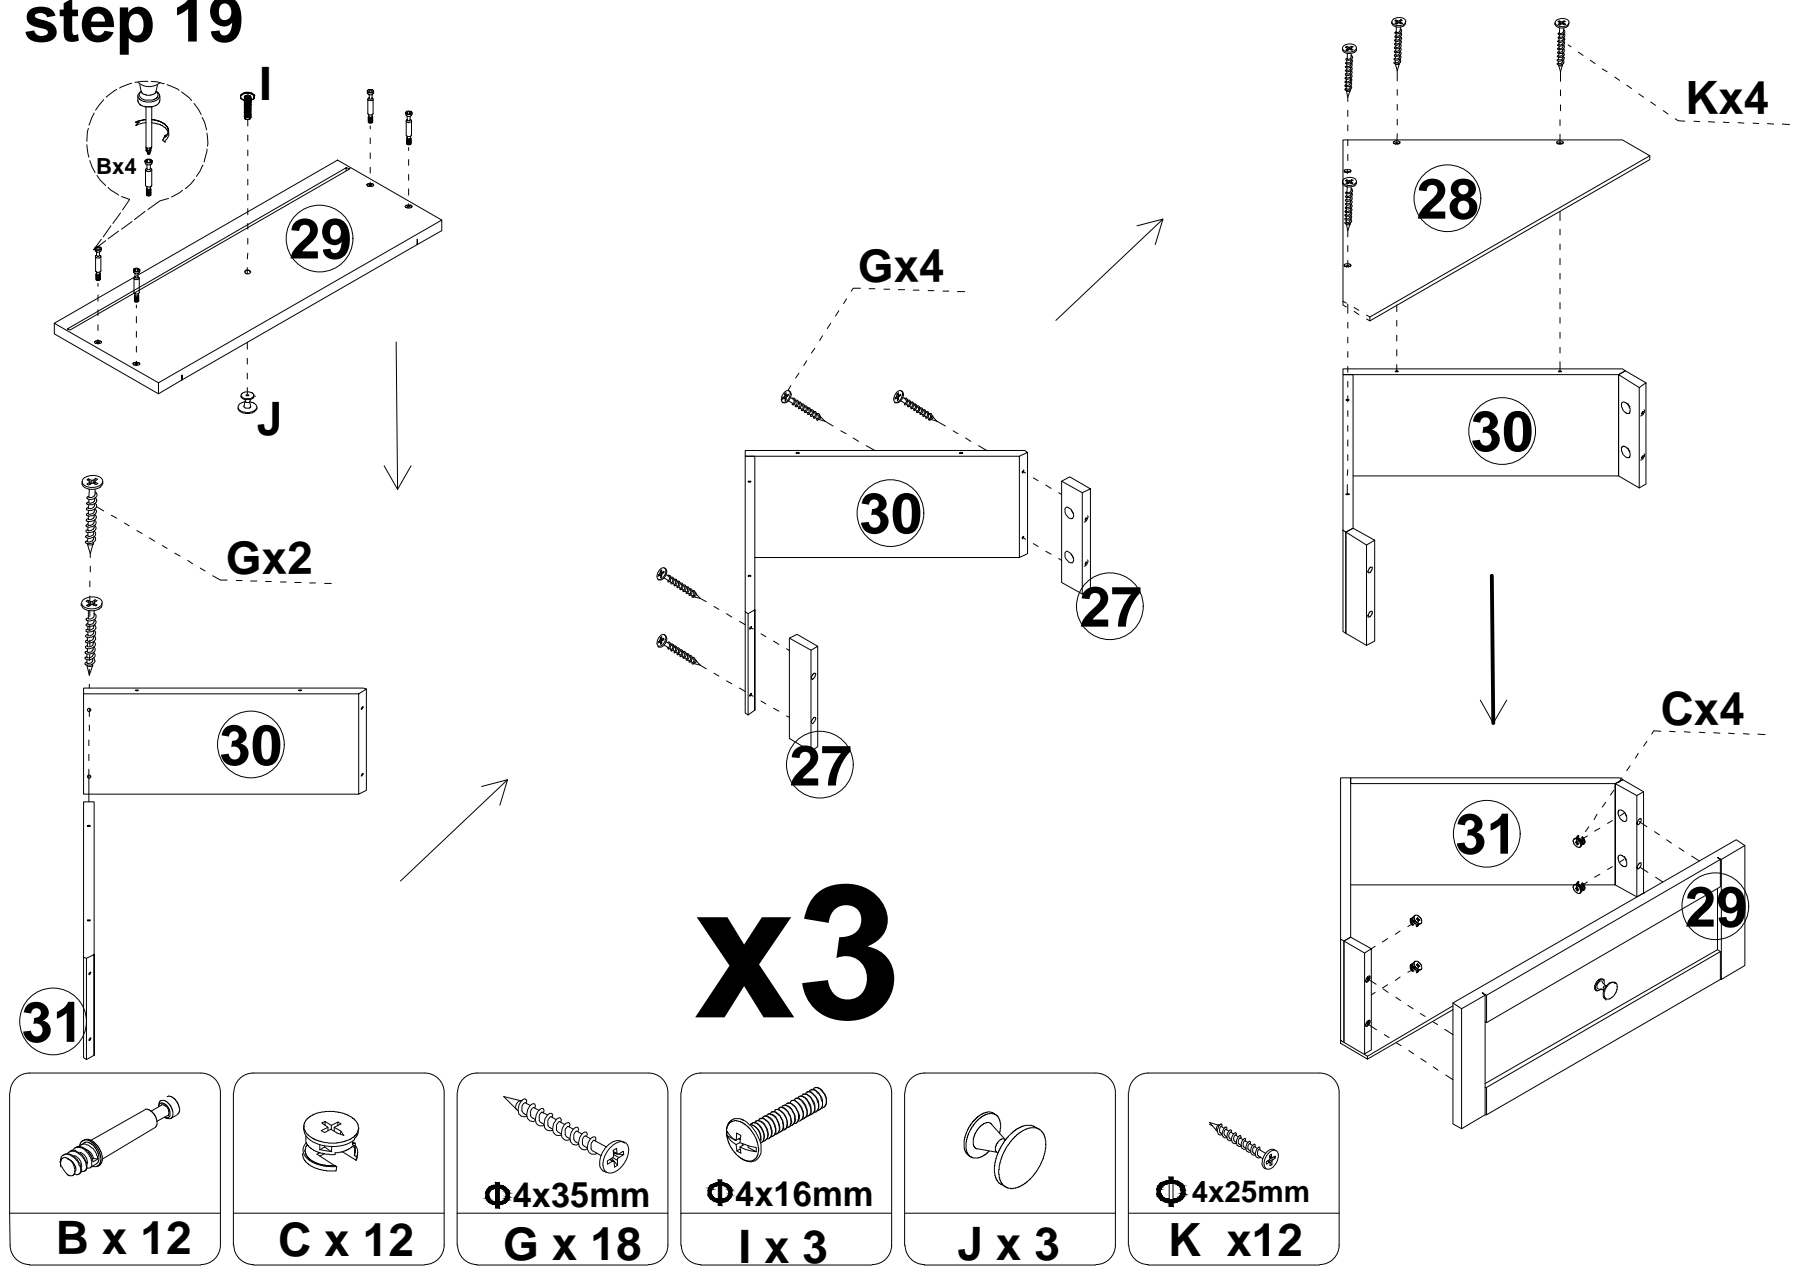 step 19
I
Bx4
29
J
Gx2
30
31
Gx4
30
27
27
Kx4
28
30
Cx4
31
29
x3
Φ4x35mm
Φ4x16mm
Φ 4x25mm
B x 12
C x 12
G x 18
I x 3
J x 3
K x12